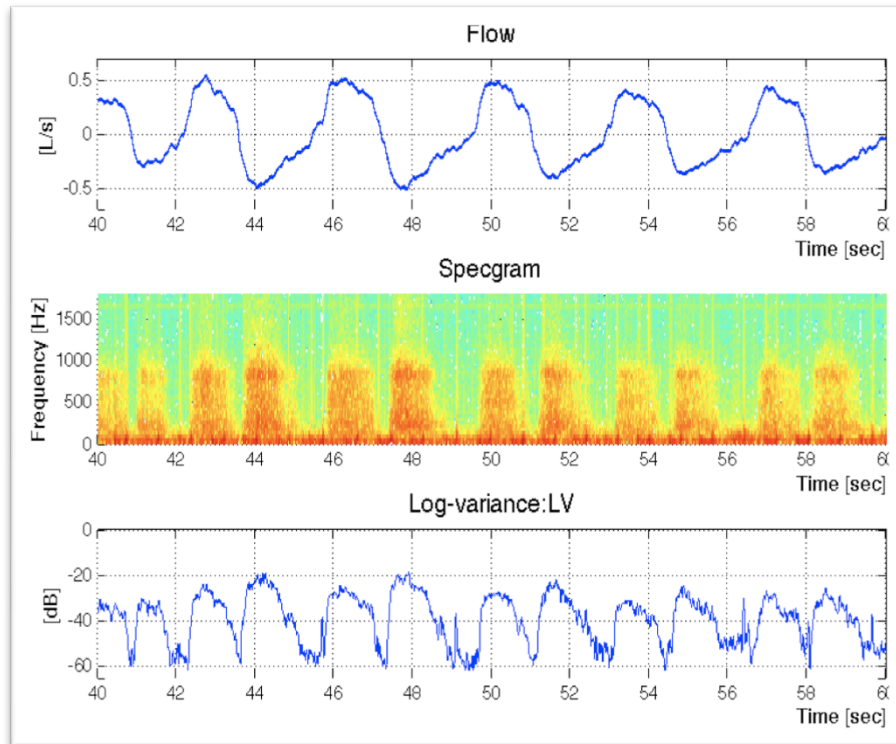 Flow
[L/s]
0.5
0
-0.5
40 42 44 46 48 50 52 54 56 58 60
Time [sec]
Specgram
Frequency [Hz]
1500
1000
500
0
40 42 44 46 48 50 52 54 56 58 60
Time [sec]
Log-variance:LV
[dB]
0
-20
-40
-60
40 42 44 46 48 50 52 54 56 58 60
Time [sec]